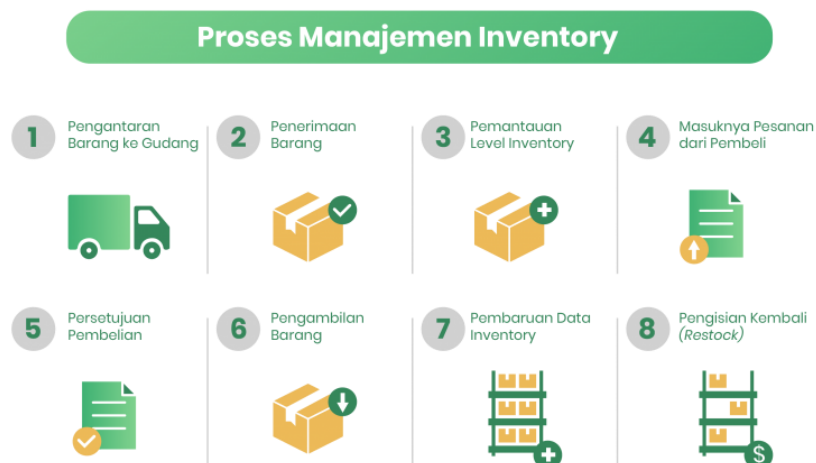 Proses Manajemen Inventory
1
Pengantaran
Barang ke Gudang
2
Penerimaan
Barang
3
Pemantauan
Level Inventory
4
Masuknya Pesanan
dari Pembeli
5
Persetujuan
Pembelian
6
Pengambilan
Barang
7
Pembaruan Data
Inventory
8
Pengisian Kembali
(Restock)
$